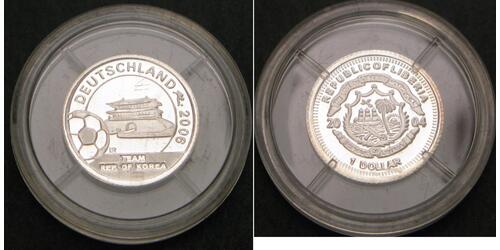 DEUTSCHLAND 2006
TEAM
REP. OF KOREA
REPUBLIC OF LIBERIA
20 04
1 DOLLAR